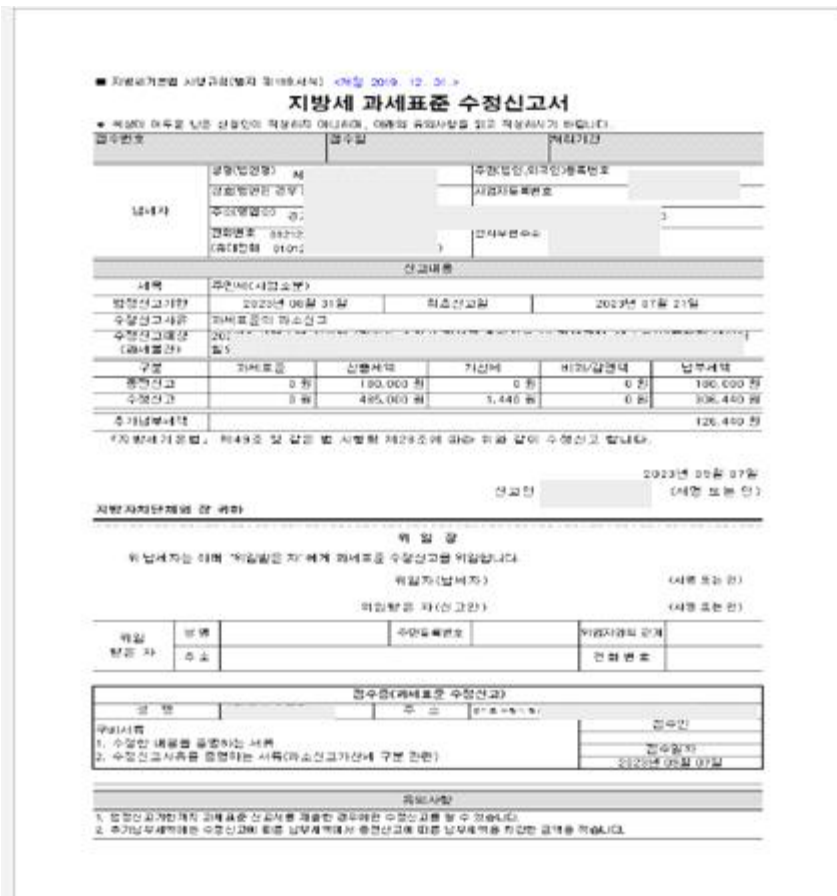 ■ 지방세기본법 시행규칙[별지 제18호서식] <개정 2019. 12. 31.>
지방세 과세표준 수정신고서
접수번호 접수일 처리기간
납세자
성명(법인명)
주민(법인,외국인)등록번호
사업자등록번호
주소(영업소)
전화번호
(휴대전화 )
전자우편주소
신고내용
세목 주민세(사업소분)
법정신고기한 2023년 08월 31일 최초신고일 2023년 07월 21일
수정신고사유 과세표준의 과소신고
수정신고대상
(과세물건)
구분 과세표준 산출세액 가산세 비과/감면액 납부세액
종전신고 0 원 180,000 원 0 원 0 원 180,000 원
수정신고 0 원 0 원 306,440 원
추가납부세액 126,440 원
『지방세기본법』 제49조 및 같은 법 시행령 제28조에 따라 위와 같이 수정신고 합니다.
2023년 09월 07일
신고인 (서명 또는 인)
지방자치단체의 장 귀하
위 임 장
위 납세자는 아래 "위임받은 자"에게 과세표준 수정신고를 위임합니다.
위임자(납세자) (서명 또는 인)
위임받은 자(신고인) (서명 또는 인)
위임
받은 자
성 명 주민등록번호 위임자와의 관계
주 소 전 화 번 호
접수증(과세표준 수정신고)
성 명 주 소
구비서류
1. 수정한 내용을 증명하는 서류
2. 수정신고사유를 증명하는 서류(과소신고가산세 구분 관련)
접수인
접수일자
2023년 09월 07일
유의사항
1. 법정신고기한까지 과세표준 신고서를 제출한 경우에만 수정신고를 할 수 있습니다.
2. 추가납부세액에는 수정신고에 따른 납부세액에서 종전신고에 따른 납부세액을 차감한 금액을 적습니다.